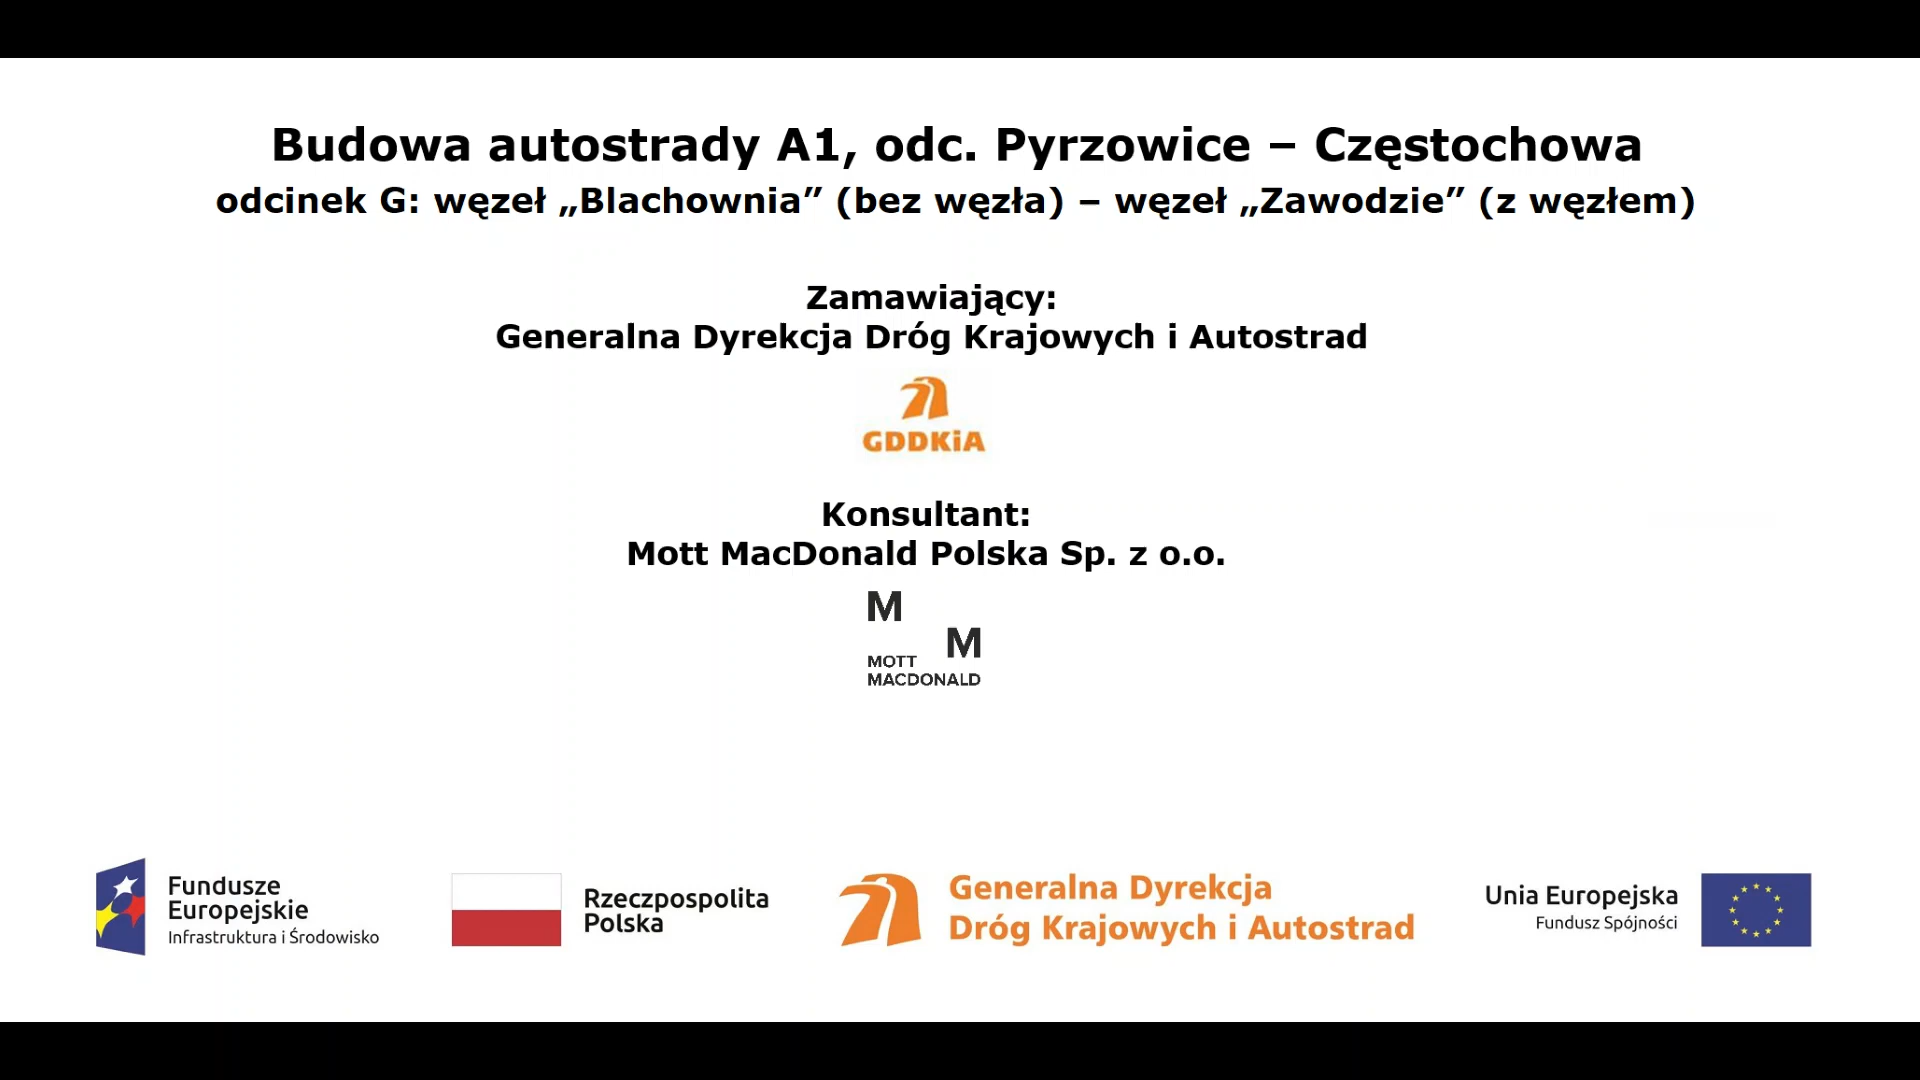 Budowa autostrady A1, odc. Pyrzowice – Częstochowa
odcinek G: węzeł „Blachownia” (bez węzła) – węzeł „Zawodzie” (z węzłem)
Zamawiający:
Generalna Dyrekcja Dróg Krajowych i Autostrad
GDDKiA
Konsultant:
Mott MacDonald Polska Sp. z o.o.
M
M
MOTT
MACDONALD
Fundusze
Europejskie
Infrastruktura i Środowisko
Rzeczpospolita
Polska
Generalna Dyrekcja
Dróg Krajowych i Autostrad
Unia Europejska
Fundusz Spójności